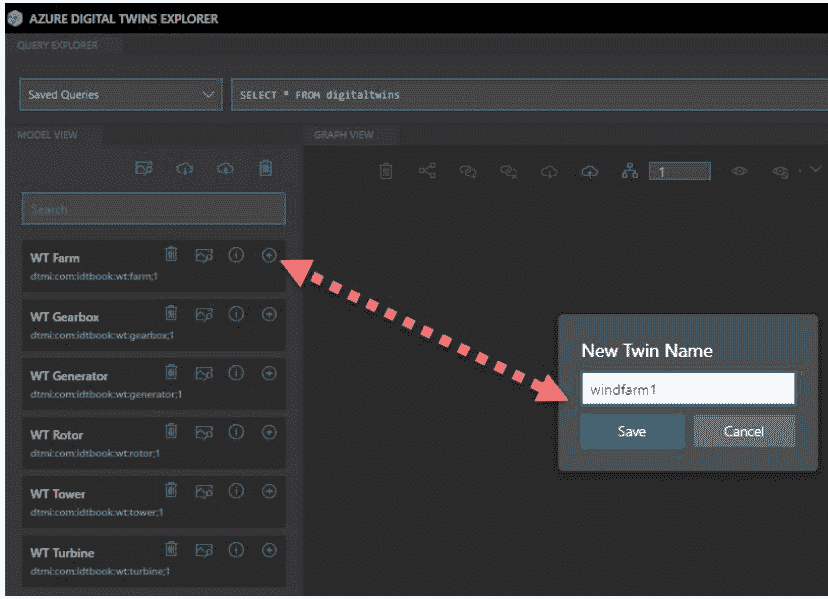 AZURE DIGITAL TWINS EXPLORER
QUERY EXPLORER
Saved Queries
SELECT * FROM digitaltwins
MODEL VIEW
GRAPH VIEW
1
Search
WT Farm
dtmi:com:idtbook:wt:farm;1
WT Gearbox
dtmi:com:idtbook:wt:gearbox;1
WT Generator
dtmi:com:idtbook:wt:generator;1
WT Rotor
dtmi:com:idtbook:wt:rotor;1
WT Tower
dtmi:com:idtbook:wt:tower;1
WT Turbine
dtmi:com:idtbook:wt:turbine;1
New Twin Name
windfarm1
Save Cancel